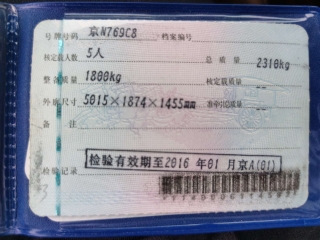 号牌号码 京N769C8 档案编号
核定载人数 5人 总质量 2310kg
整备质量 1800kg 核定载质量 --
外廓尺寸 5015×1874×1455mm 准牵引总质量 --
备注
检验有效期至2016年01月京A(01)
检验记录